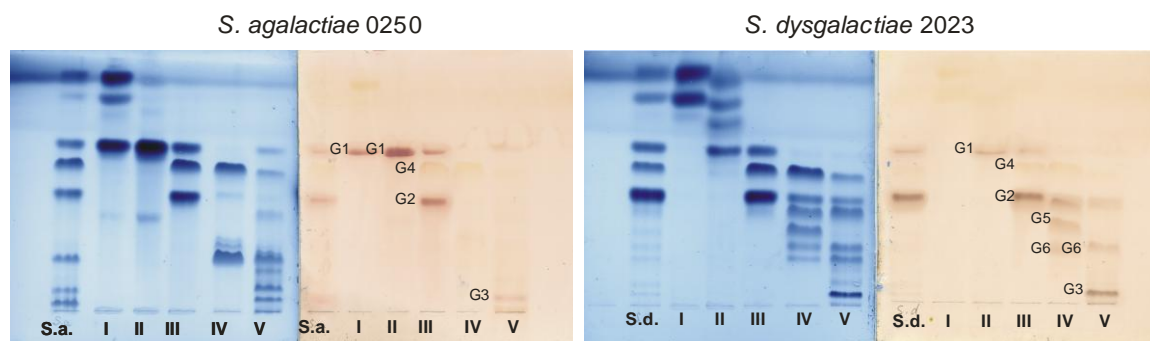 S. agalactiae 0250
S. dysgalactiae 2023
G1 G1
G4
G2
G3
S.a. I II III IV V
S.a. I II III IV V
G1
G4
G2
G5
G6 G6
G3
S.d. I II III IV V
S.d. I II III IV V
S.d